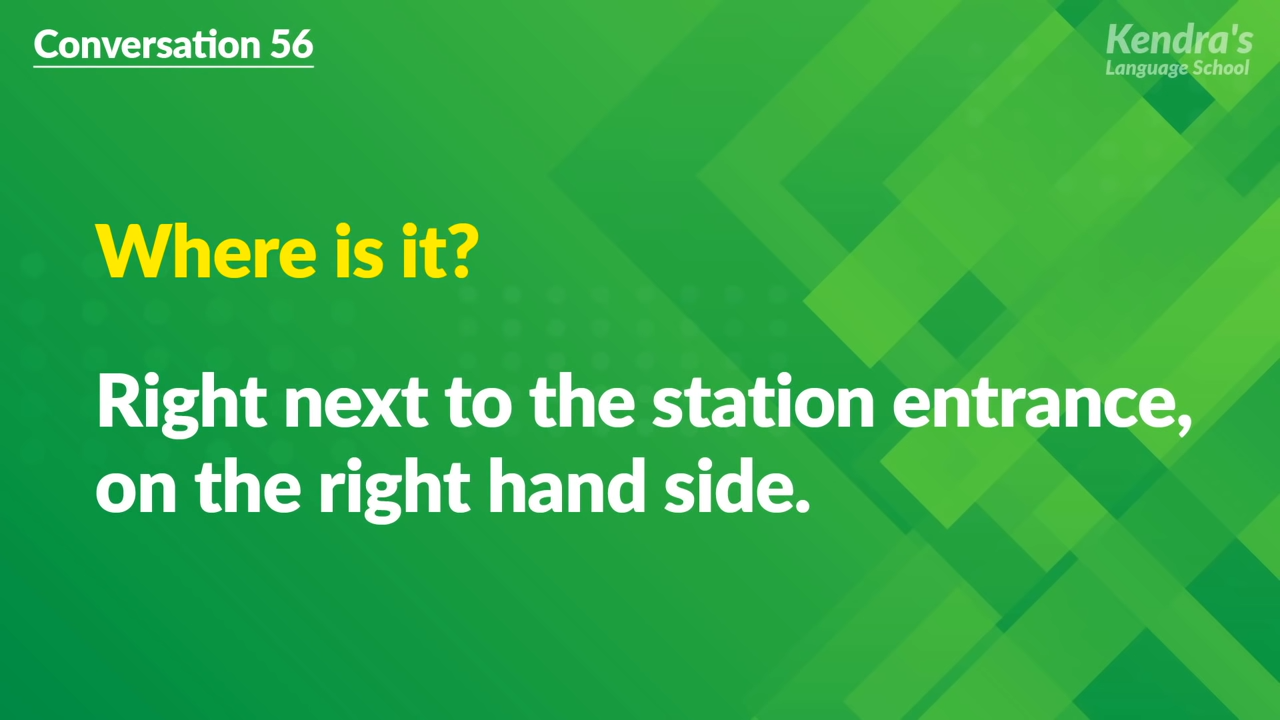 Conversation 56
Kendra's
Language School
Where is it?
Right next to the station entrance,
on the right hand side.